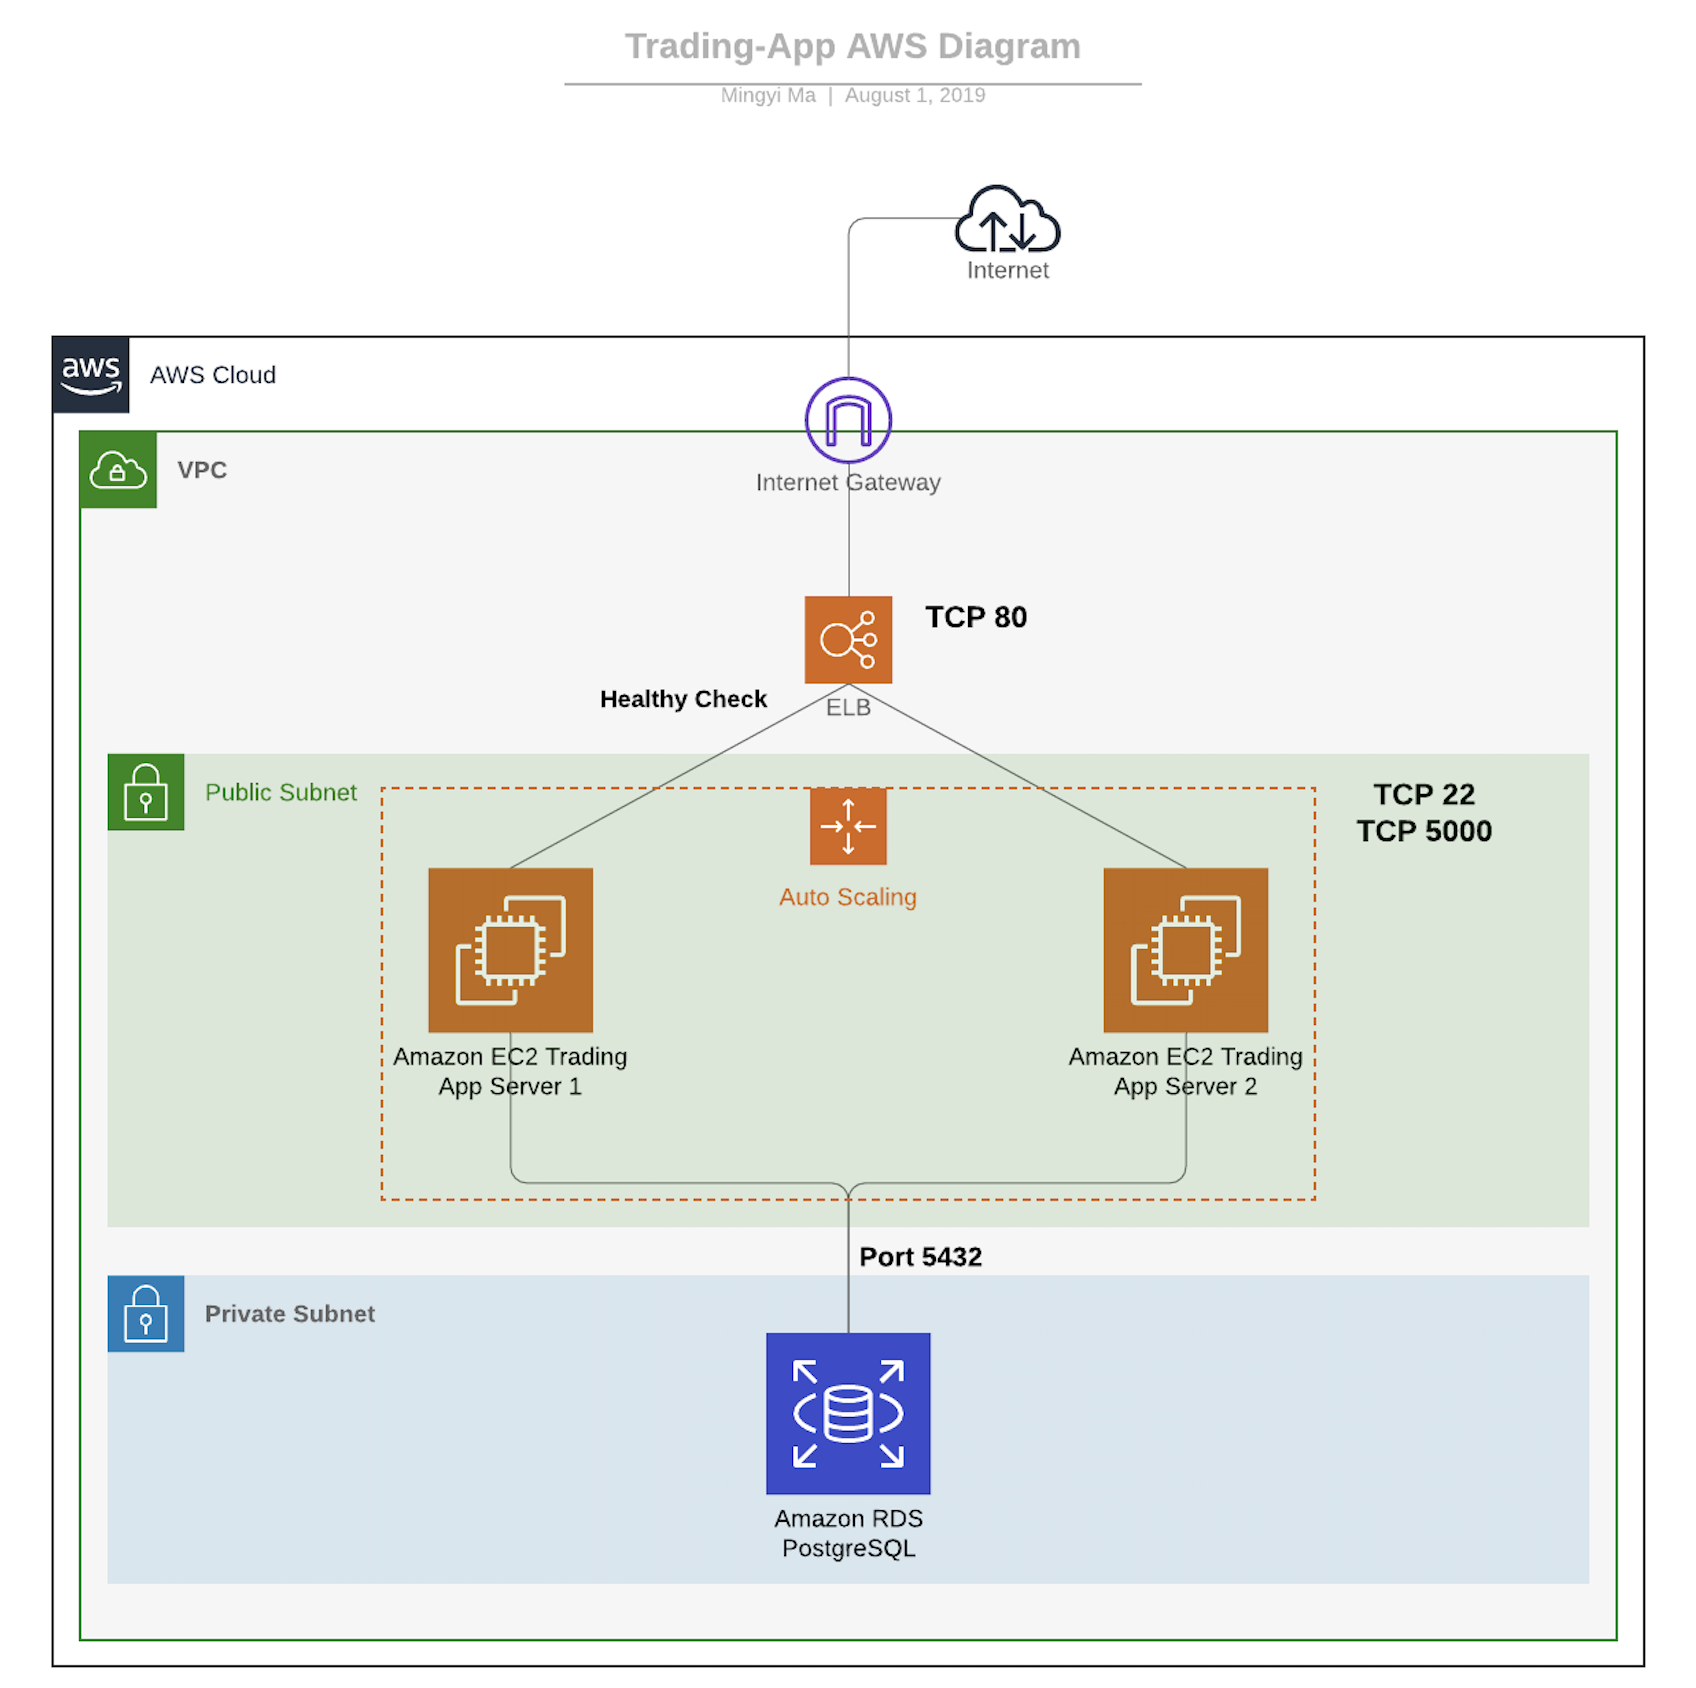 Trading-App AWS Diagram
Mingyi Ma | August 1, 2019
Internet
aws
AWS Cloud
VPC
Internet Gateway
TCP 80
Healthy Check
ELB
Public Subnet
TCP 22
TCP 5000
Auto Scaling
Amazon EC2 Trading
App Server 1
Amazon EC2 Trading
App Server 2
Port 5432
Private Subnet
Amazon RDS
PostgreSQL